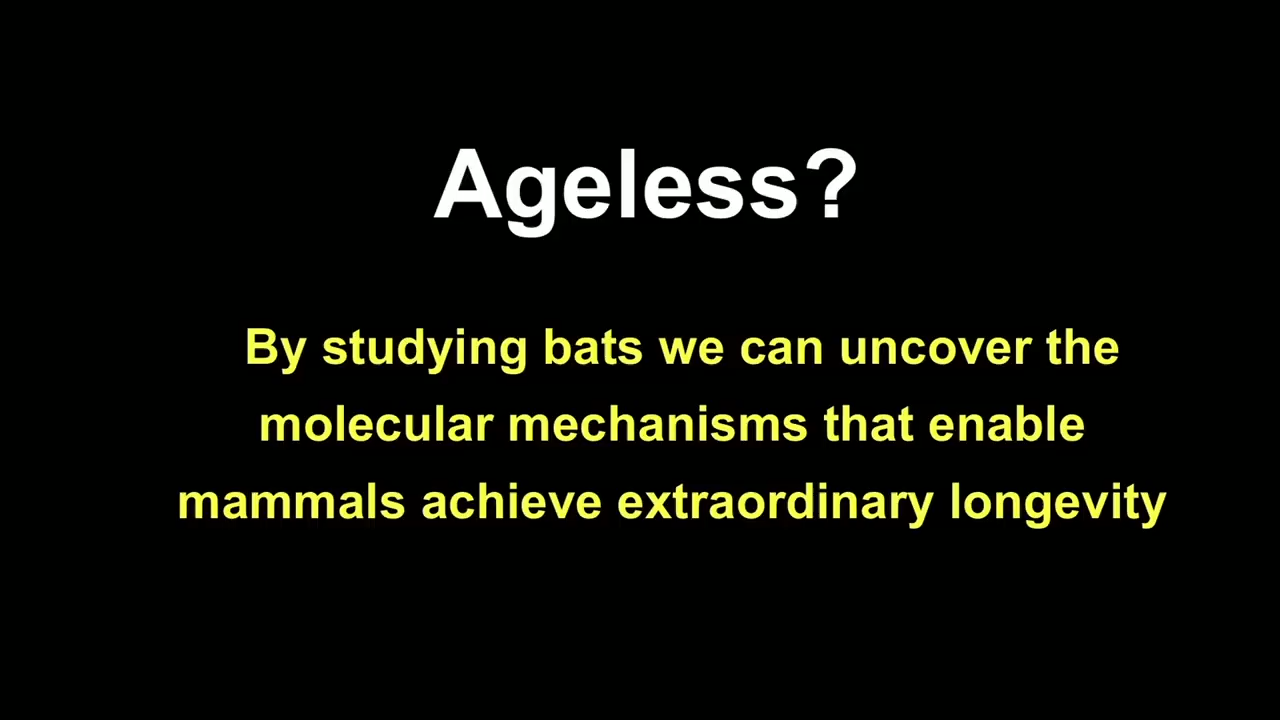 Ageless?
By studying bats we can uncover the
molecular mechanisms that enable
mammals achieve extraordinary longevity